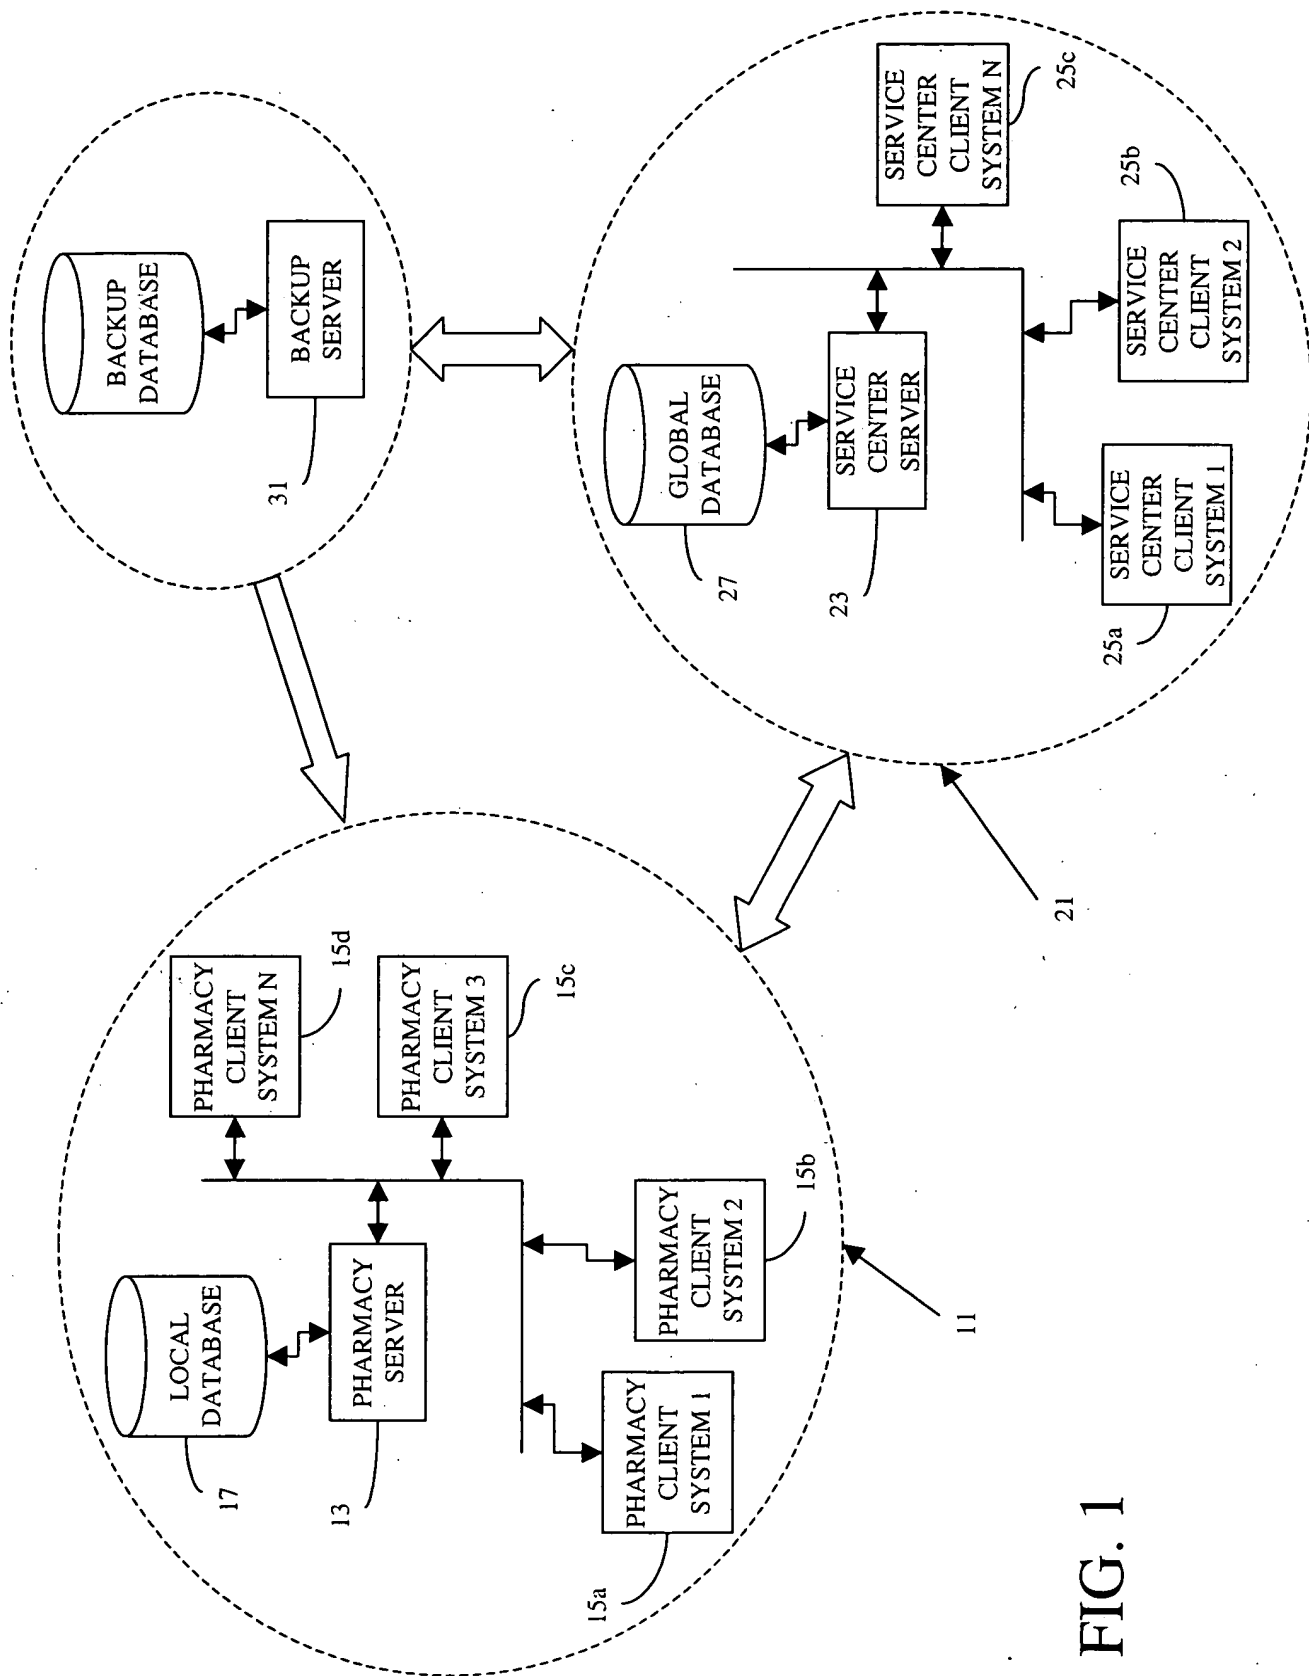 BACKUP
DATABASE
BACKUP
SERVER
31
LOCAL
DATABASE
17
PHARMACY
SERVER
13
PHARMACY
CLIENT
SYSTEM N
15d
PHARMACY
CLIENT
SYSTEM 3
15c
PHARMACY
CLIENT
SYSTEM 1
15a
PHARMACY
CLIENT
SYSTEM 2
15b
11
GLOBAL
DATABASE
27
SERVICE
CENTER
SERVER
23
SERVICE
CENTER
CLIENT
SYSTEM N
25c
SERVICE
CENTER
CLIENT
SYSTEM 1
25a
SERVICE
CENTER
CLIENT
SYSTEM 2
25b
21
FIG. 1